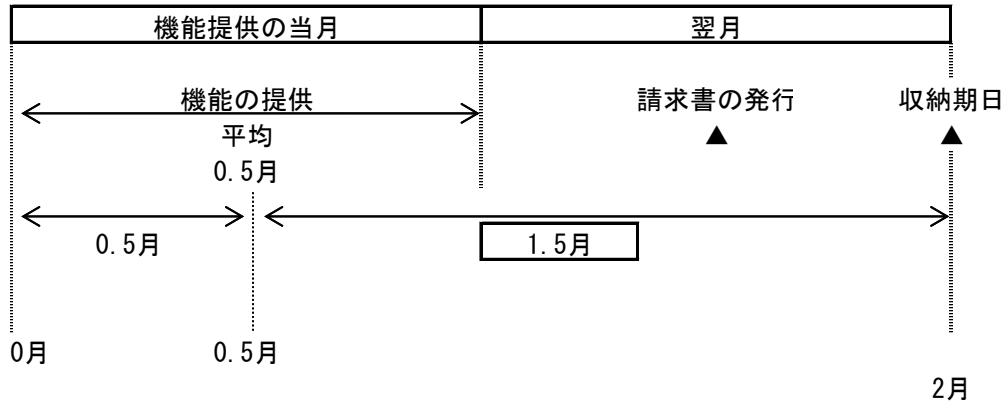 機能提供の当月 翌月
機能の提供 請求書の発行 収納期日
平均 ▲ ▲
0.5月
0.5月 1.5月
0月 0.5月
2月